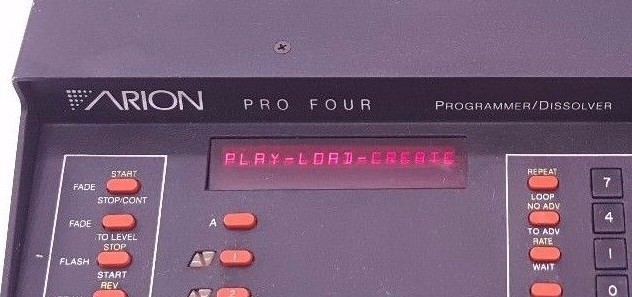 ARION PRO FOUR PROGRAMMER/DISSOLVER
PLAY-LOAD-CREATE
START
FADE
STOP/CONT
FADE
TO LEVEL
STOP
FLASH
START
REV
A
1
2
REPEAT
7
LOOP
NO ADV
4
TO ADV
RATE
1
WAIT
0